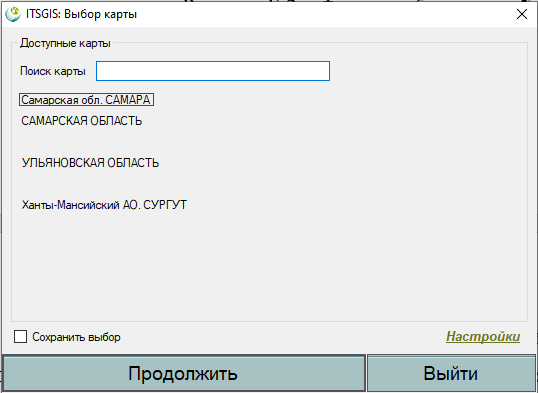 ITSGIS: Выбор карты
Доступные карты
Поиск карты
Самарская обл. САМАРА
САМАРСКАЯ ОБЛАСТЬ
УЛЬЯНОВСКАЯ ОБЛАСТЬ
Ханты-Мансийский АО. СУРГУТ
Сохранить выбор
Настройки
Продолжить
Выйти